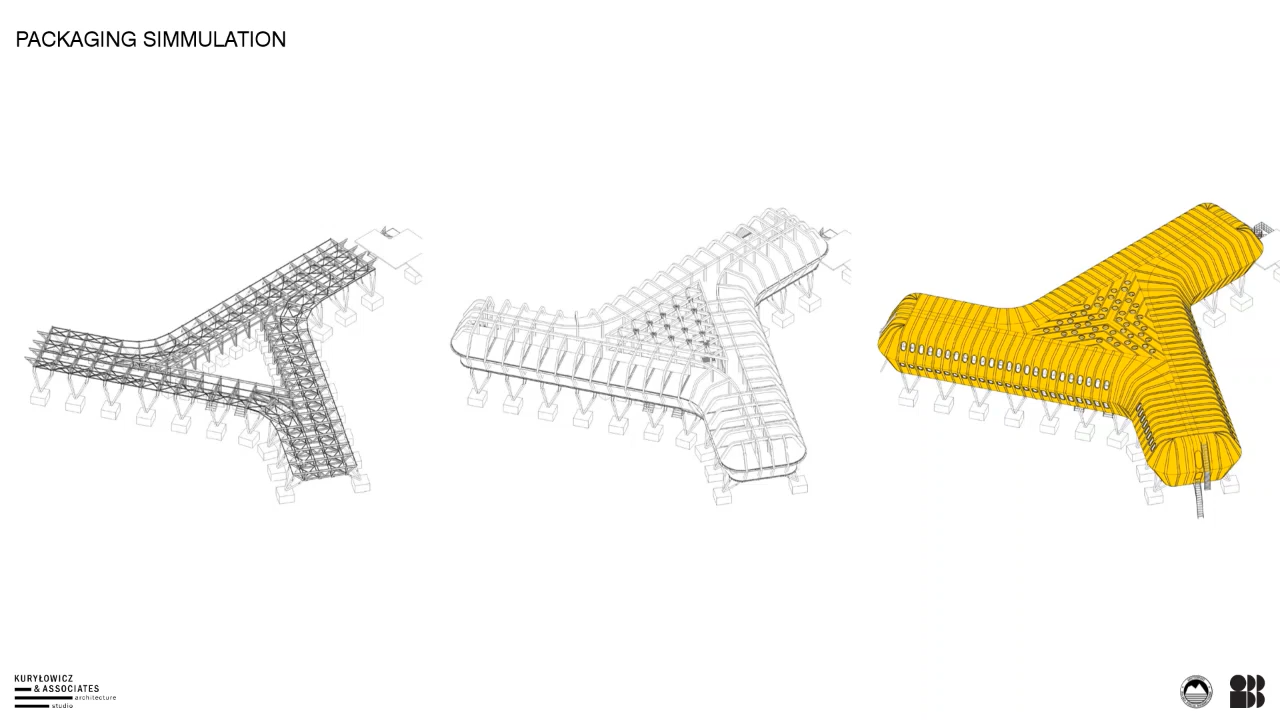 PACKAGING SIMMULATION
KURYŁOWICZ
& ASSOCIATES
architecture
studio